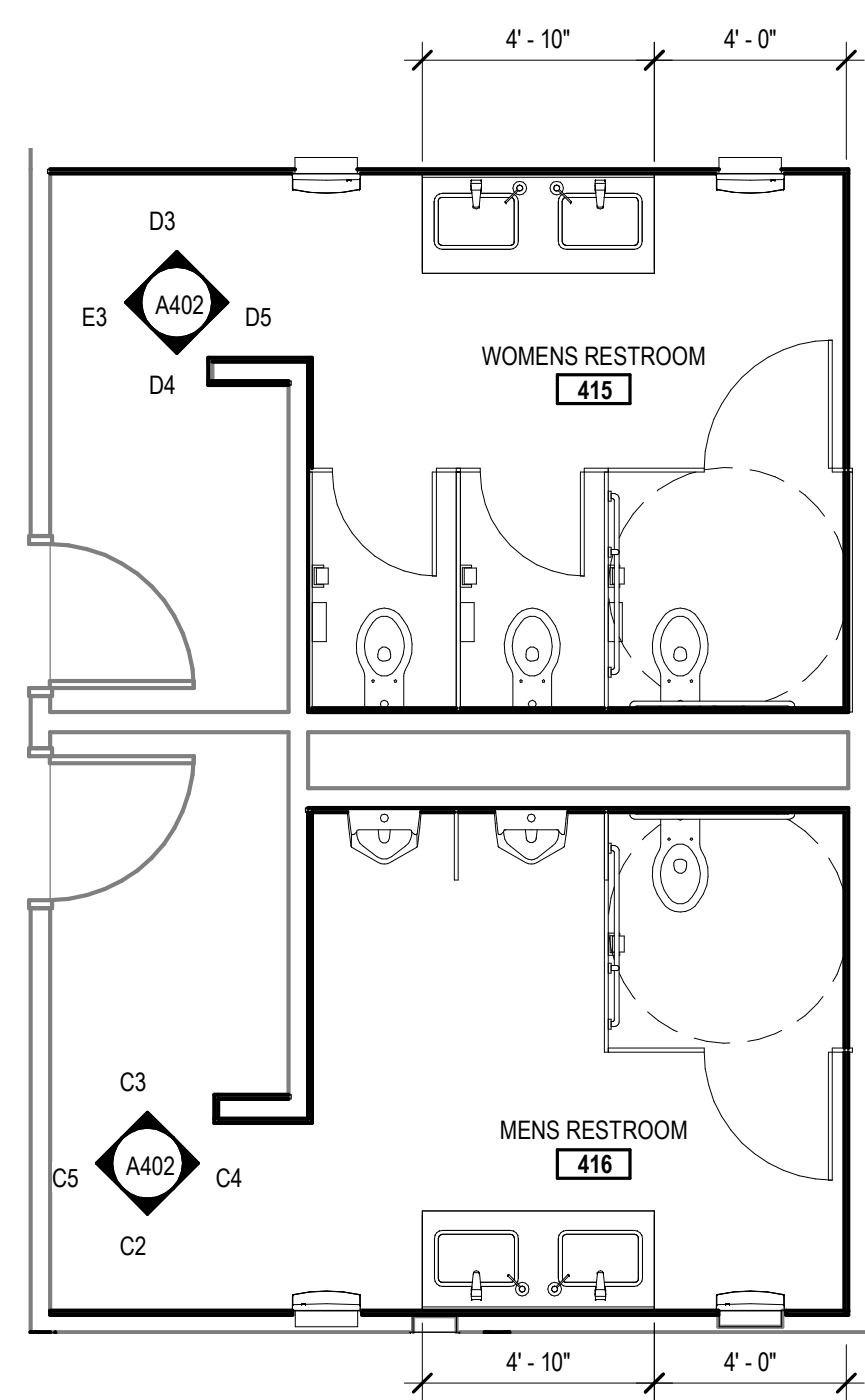 4' - 10"
4' - 0"
D3
E3
A402
D5
D4
WOMENS RESTROOM
415
C3
C5
A402
C4
C2
MENS RESTROOM
416
4' - 10"
4' - 0"